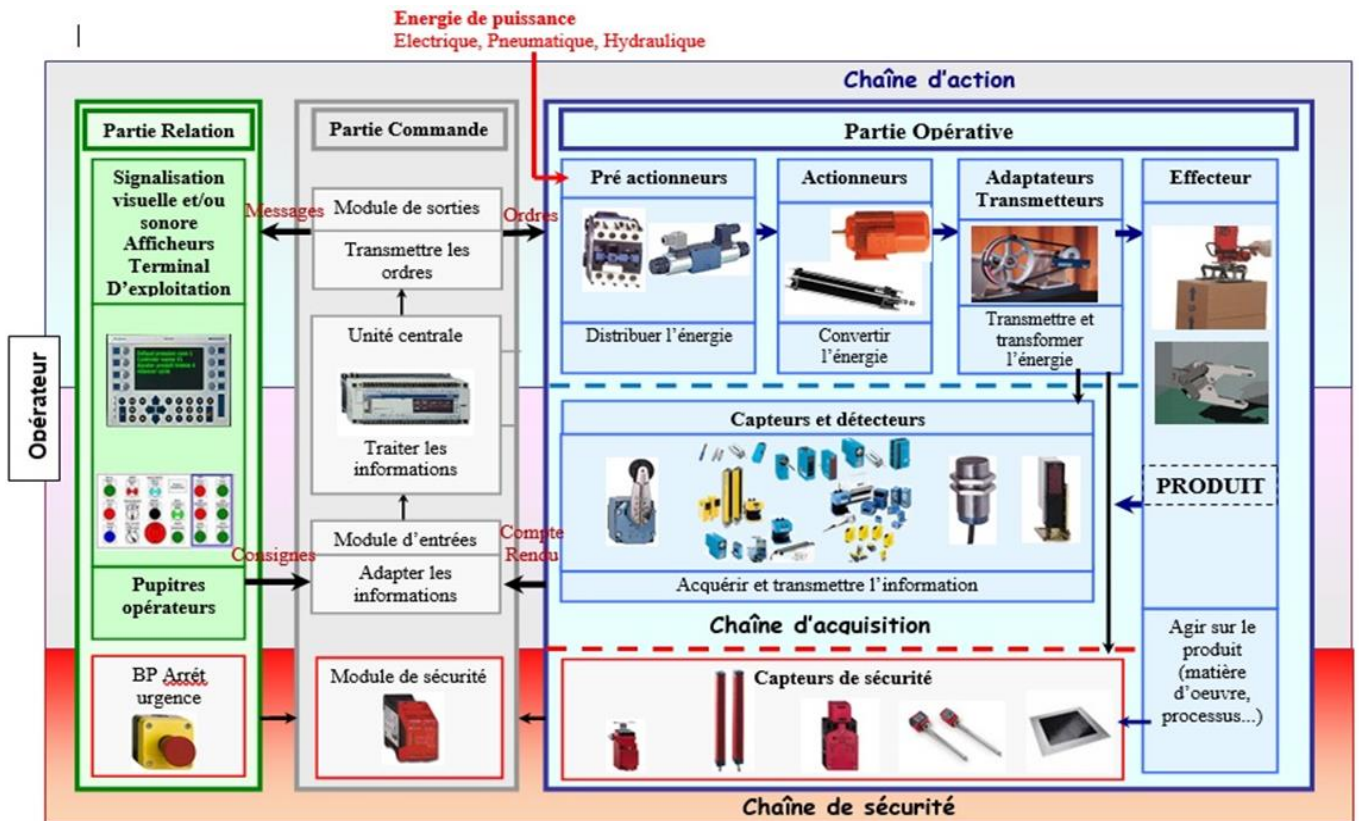 Energie de puissance
Electrique, Pneumatique, Hydraulique
Chaîne d'action
Opérateur
Partie Relation
Signalisation
visuelle et/ou
sonore
Afficheurs
Terminal
D'exploitation
Pupitres
opérateurs
BP Arrêt
urgence
Messages
Consignes
Partie Commande
Module de sorties
Transmettre les
ordres
Unité centrale
Traiter les
informations
Module d'entrées
Adapter les
informations
Module de sécurité
Ordres
Compte
Rendu
Partie Opérative
Pré actionneurs
Distribuer l'énergie
Actionneurs
Convertir
l'énergie
Adaptateurs
Transmetteurs
Transmettre et
transformer
l'énergie
Effecteur
PRODUIT
Agir sur le
produit
(matière
d'oeuvre,
processus...)
Capteurs et détecteurs
Acquérir et transmettre l'information
Chaîne d'acquisition
Capteurs de sécurité
Chaîne de sécurité